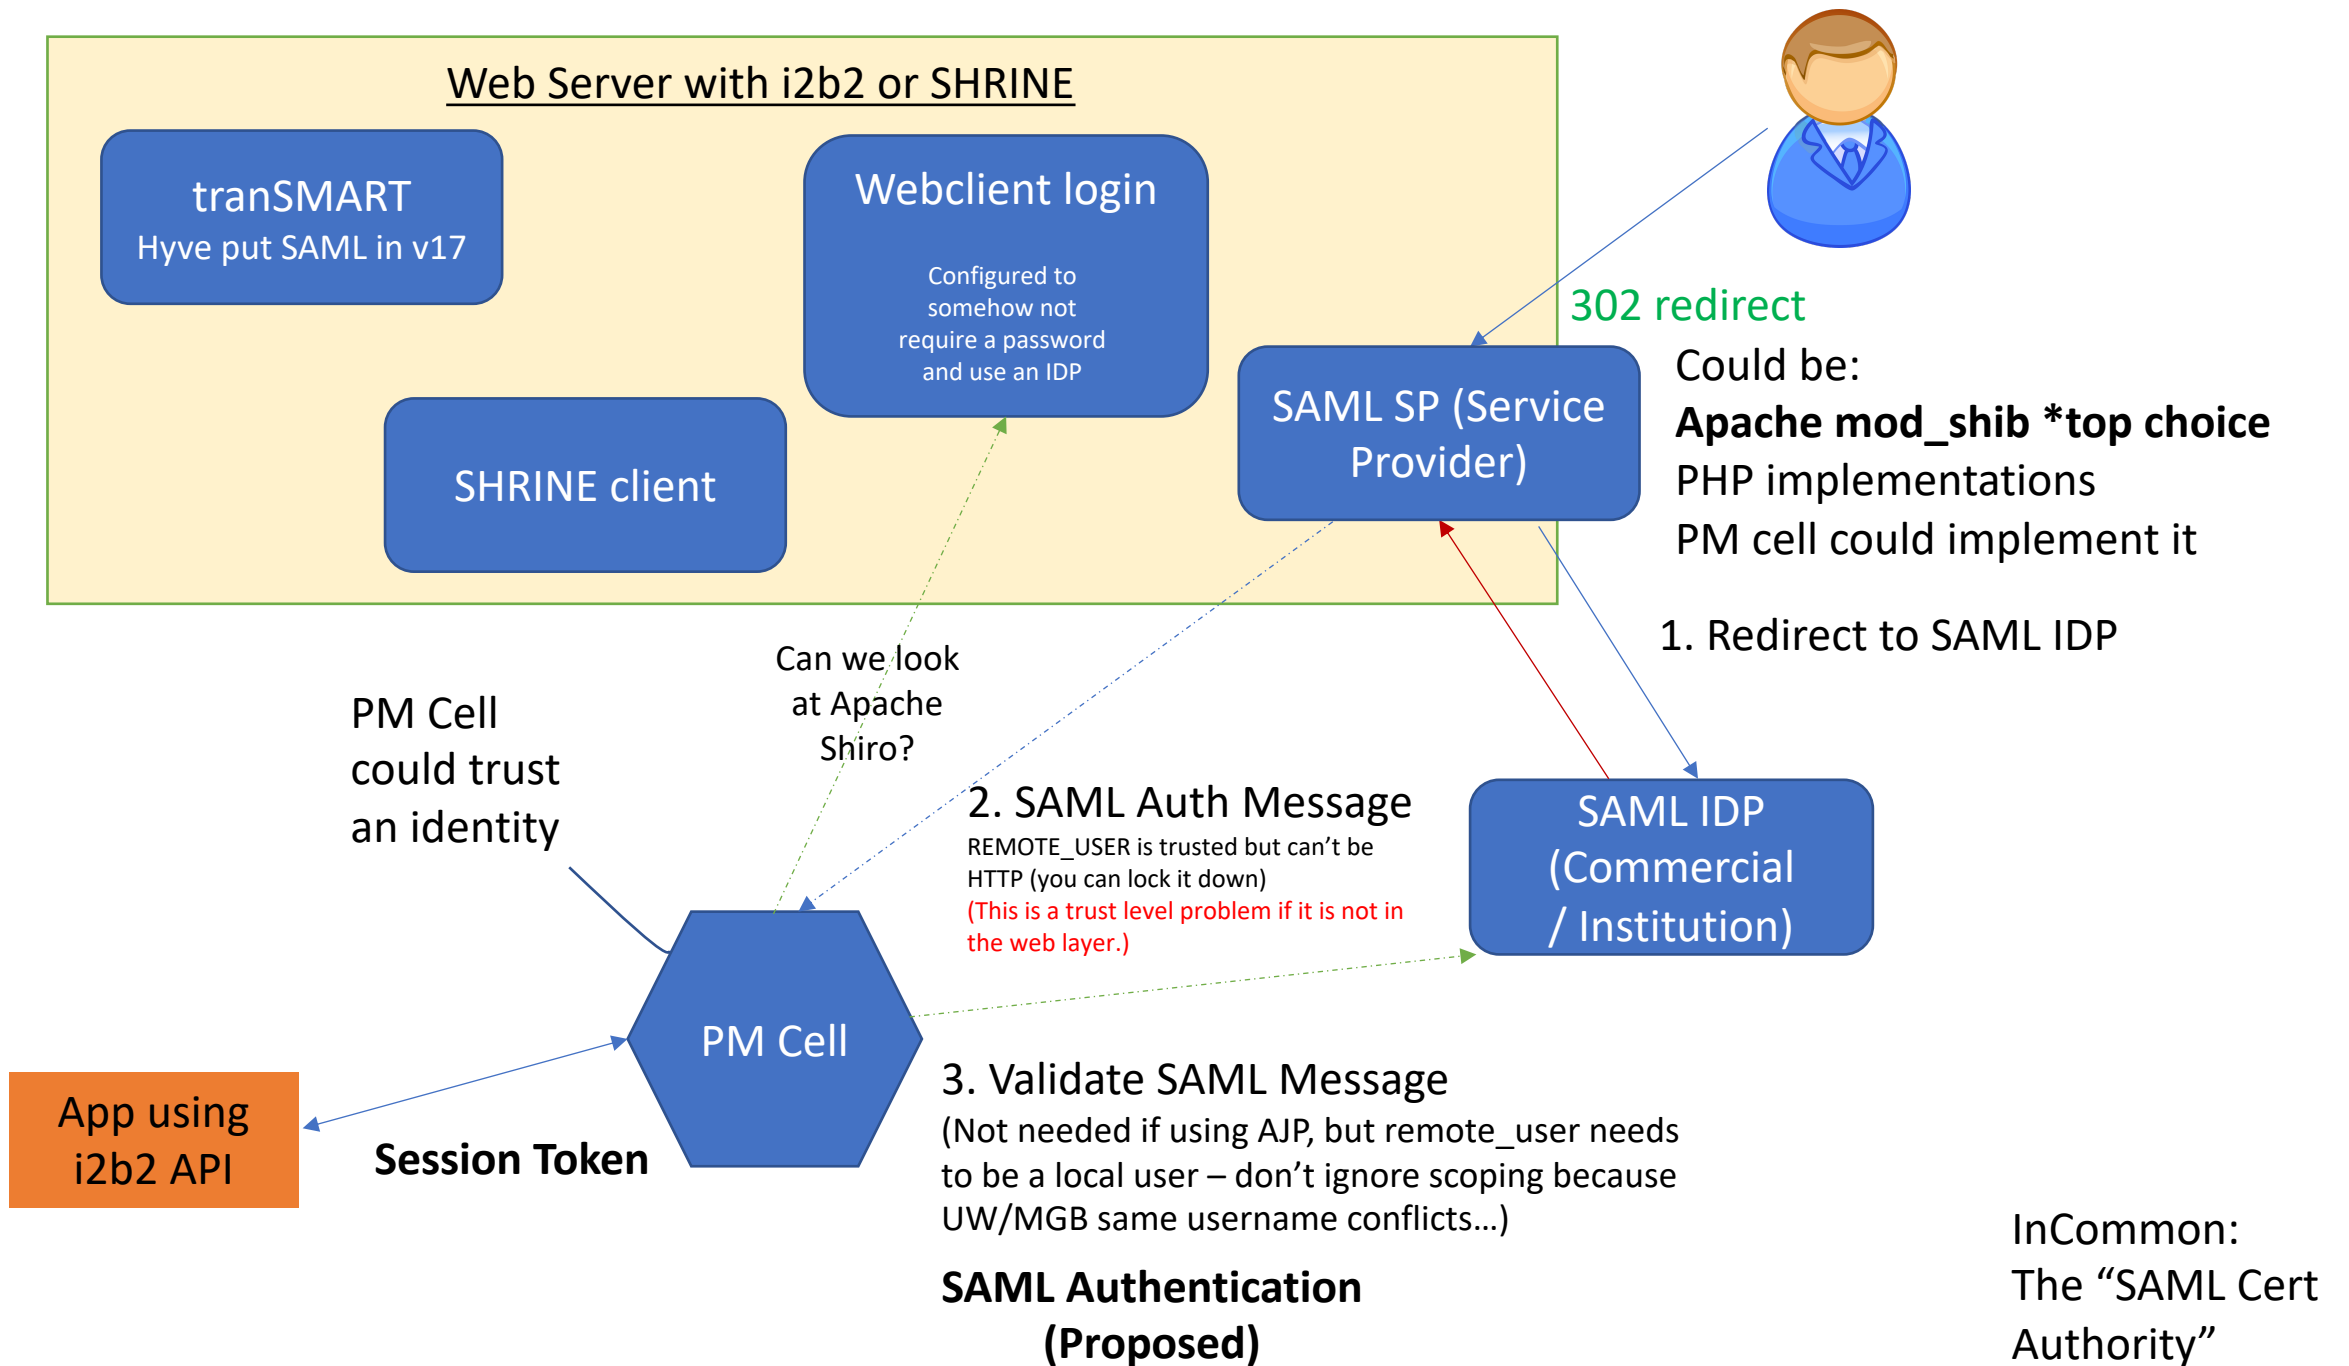 Web Server with i2b2 or SHRINE
tranSMART
Hyve put SAML in v17
Webclient login
Configured to
somehow not
require a password
and use an IDP
SHRINE client
SAML SP (Service
Provider)
302 redirect
Could be:
Apache mod_shib *top choice
PHP implementations
PM cell could implement it
1. Redirect to SAML IDP
Can we look
at Apache
Shiro?
PM Cell
could trust
an identity
2. SAML Auth Message
REMOTE_USER is trusted but can’t be
HTTP (you can lock it down)
(This is a trust level problem if it is not in
the web layer.)
SAML IDP
(Commercial
/ Institution)
PM Cell
App using
i2b2 API
Session Token
3. Validate SAML Message
(Not needed if using AJP, but remote_user needs
to be a local user – don’t ignore scoping because
UW/MGB same username conflicts…)
SAML Authentication
(Proposed)
InCommon:
The “SAML Cert
Authority”